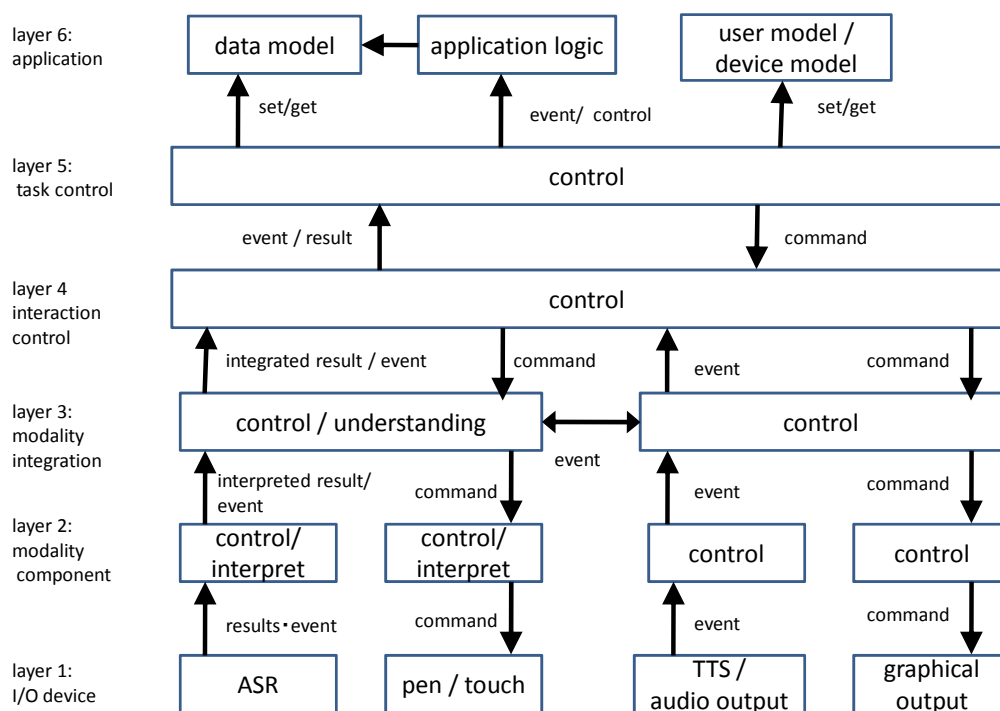 layer 6:
application
data model
application logic
user model /
device model
set/get
event/ control
set/get
layer 5:
task control
control
event / result
command
layer 4
interaction
control
control
integrated result / event
command
event
command
layer 3:
modality
integration
control / understanding
event
control
interpreted result/
event
command
event
command
layer 2:
modality
component
control/
interpret
control/
interpret
control
control
results・event
command
event
command
layer 1:
I/O device
ASR
pen / touch
TTS /
audio output
graphical
output